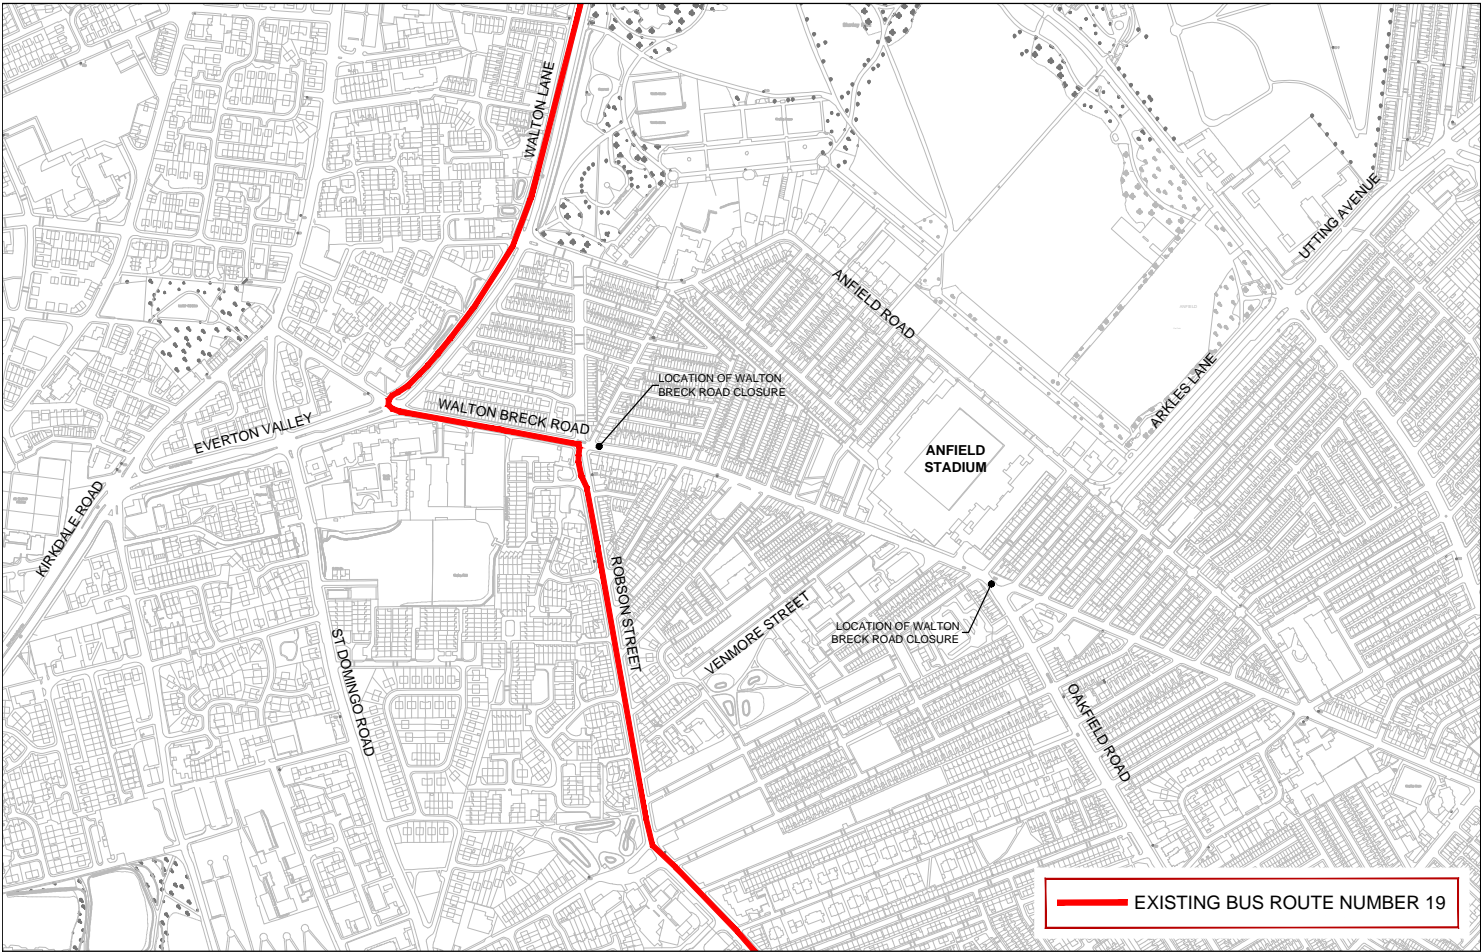 WALTON LANE
UTTING AVENUE
ANFIELD ROAD
ARKLES LANE
LOCATION OF WALTON
BRECK ROAD CLOSURE
WALTON BRECK ROAD
EVERTON VALLEY
ANFIELD
STADIUM
KIRKDALE ROAD
ROBSON STREET
VENMORE STREET
LOCATION OF WALTON
BRECK ROAD CLOSURE
ST DOMINGO ROAD
OAKFIELD ROAD
EXISTING BUS ROUTE NUMBER 19